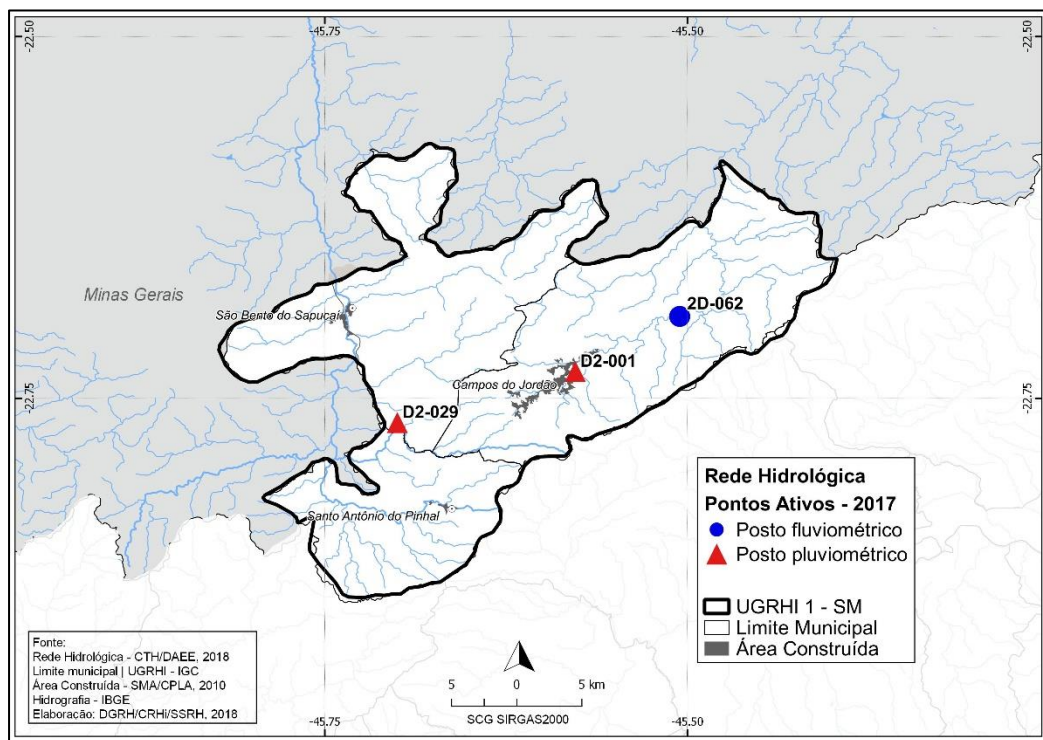 -45.75
-45.50
-22.50
-22.50
Minas Gerais
São Bento do Sapucaí
2D-062
D2-001
Campos do Jordão
D2-029
-22.75
-22.75
Santo Antônio do Pinhal
Rede Hidrológica
Pontos Ativos - 2017
Posto fluviométrico
Posto pluviométrico
UGRHI 1 - SM
Limite Municipal
Área Construída
Fonte:
Rede Hidrológica - CTH/DAEE, 2018
Limite municipal | UGRHI - IGC
Área Construída - SMA/CPLA, 2010
Hidrografia - IBGE
Elaboração: DGRH/CRHi/SSRH, 2018
5 0 5 km
SCG SIRGAS2000
-45.75
-45.50